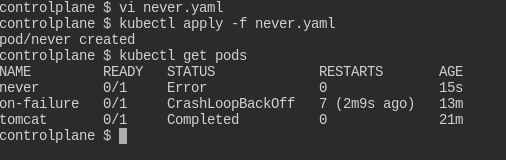 controlplane $ vi never.yaml
controlplane $ kubectl apply -f never.yaml
pod/never created
controlplane $ kubectl get pods
NAME         READY   STATUS             RESTARTS       AGE
never        0/1     Error              0              15s
on-failure   0/1     CrashLoopBackOff   7 (2m9s ago)   13m
tomcat       0/1     Completed          0              21m
controlplane $